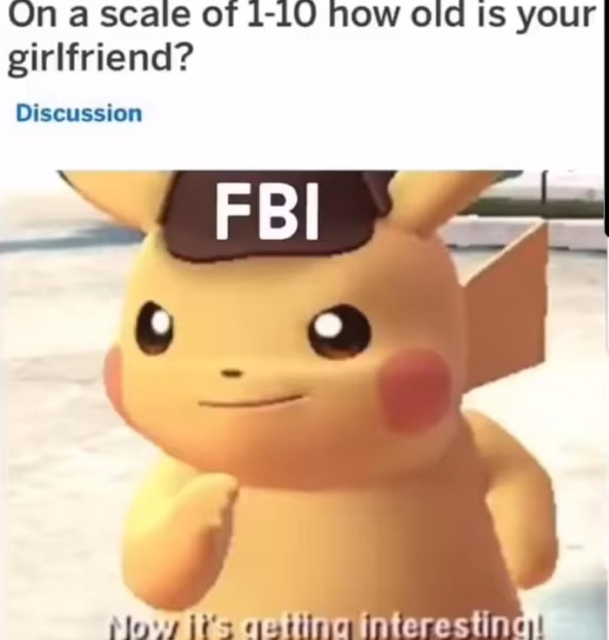 On a scale of 1-10 how old is your
girlfriend?
Discussion
FBI
Now it's getting interesting!